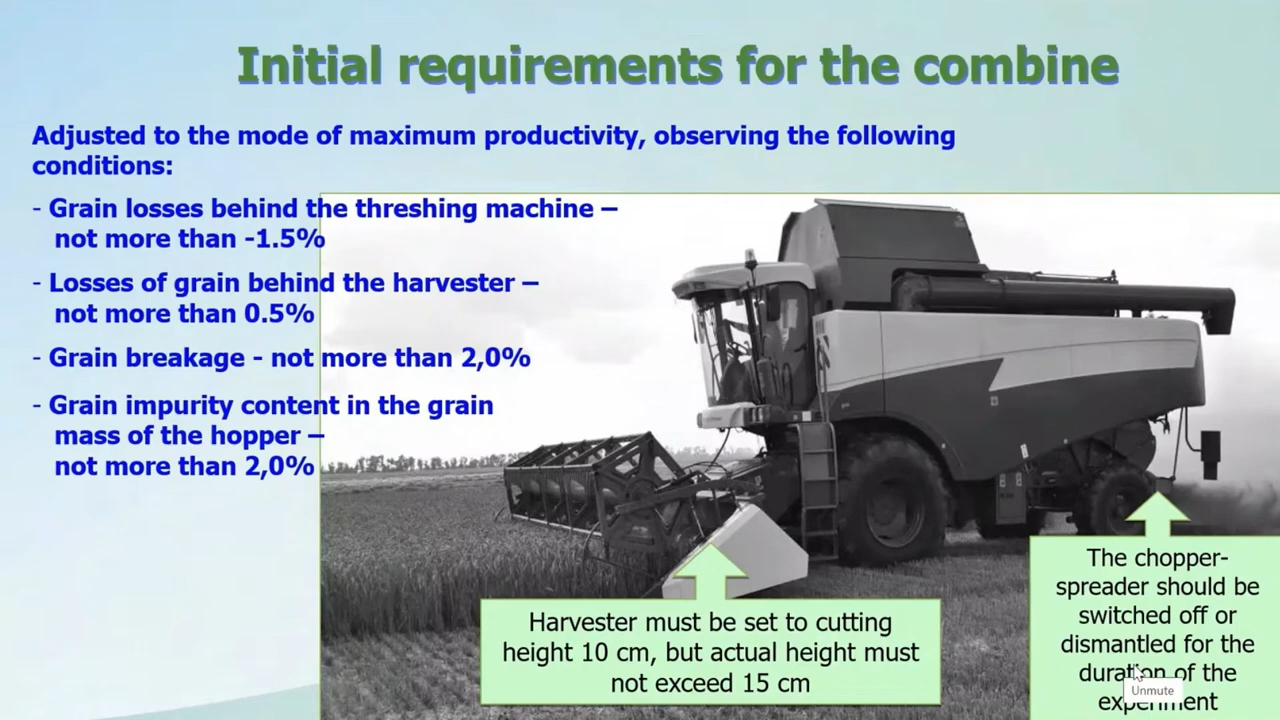 Initial requirements for the combine
Adjusted to the mode of maximum productivity, observing the following
conditions:
- Grain losses behind the threshing machine –
not more than -1.5%
- Losses of grain behind the harvester –
not more than 0.5%
- Grain breakage - not more than 2,0%
- Grain impurity content in the grain
mass of the hopper –
not more than 2,0%
Harvester must be set to cutting
height 10 cm, but actual height must
not exceed 15 cm
The chopper-
spreader should be
switched off or
dismantled for the
duration of the
experiment
Unmute